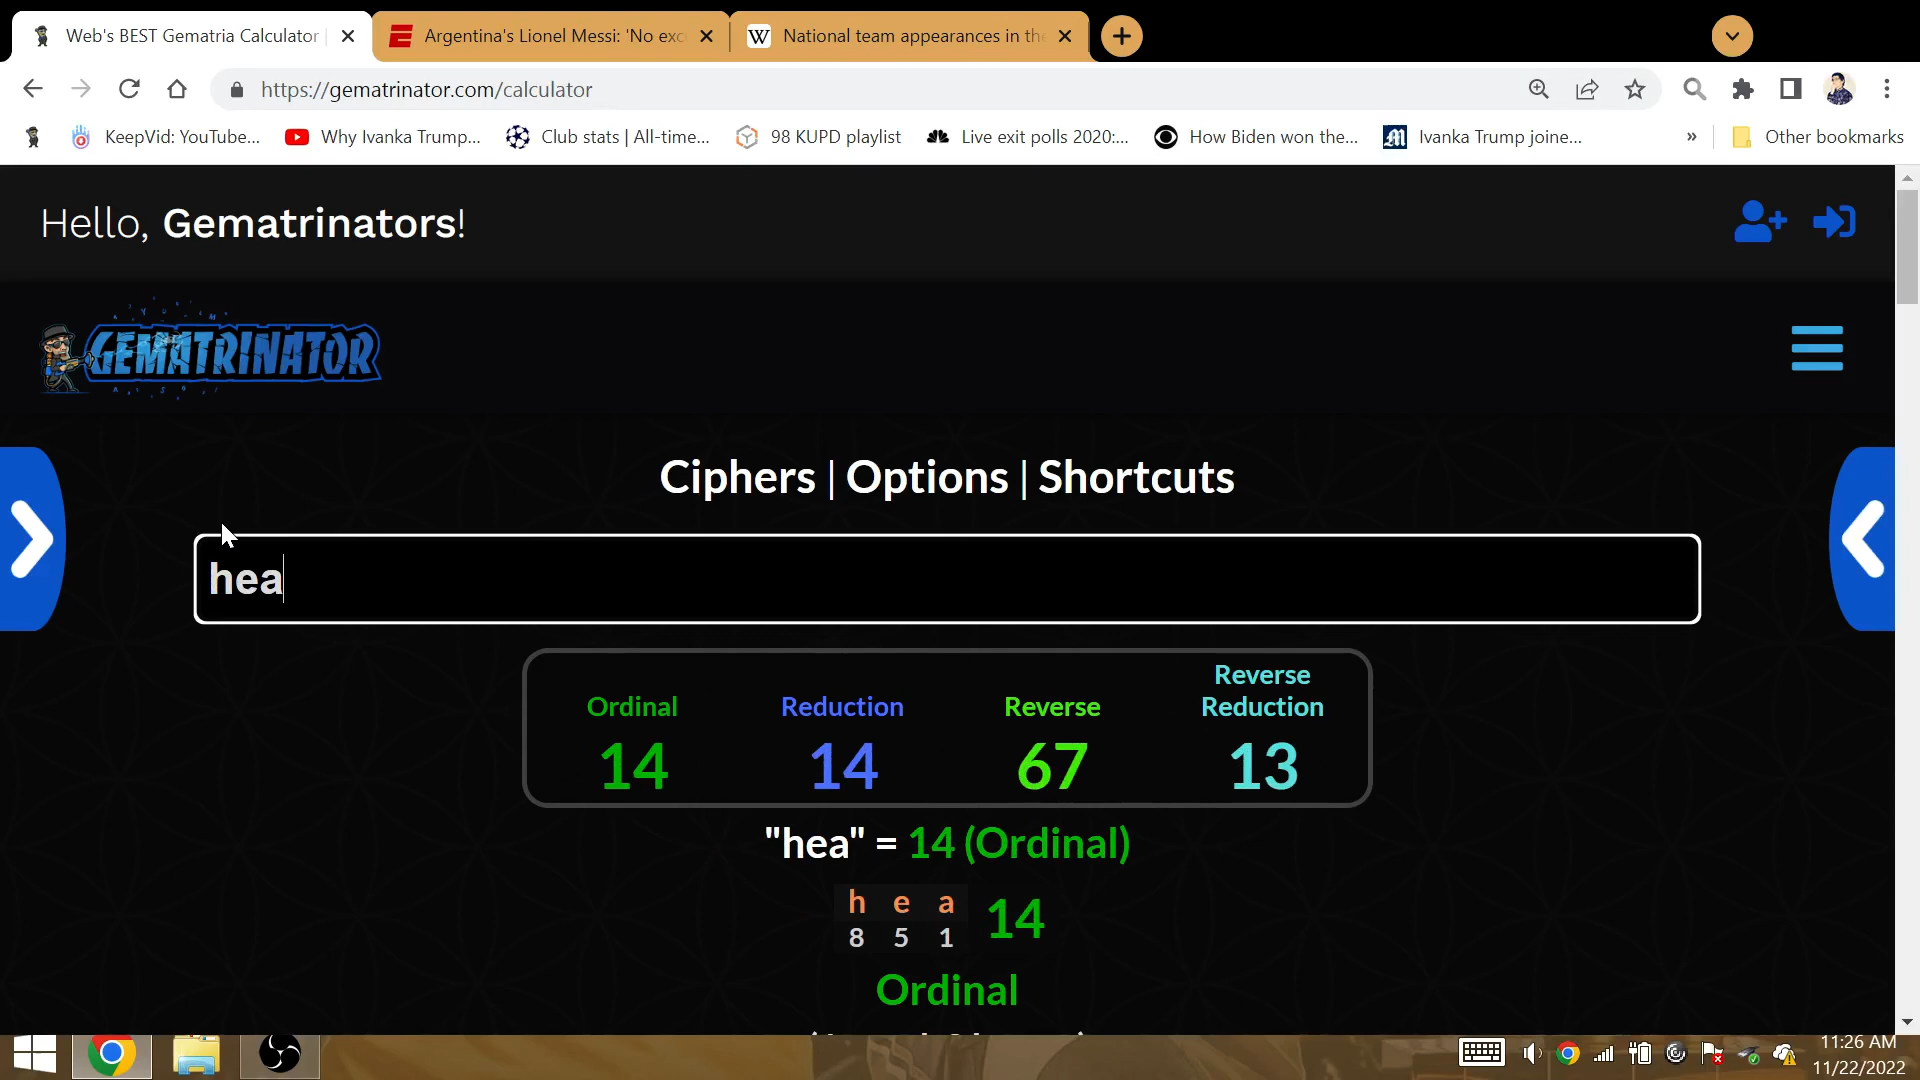 Web's BEST Gematria Calculator
Argentina's Lionel Messi: 'No exc
National team appearances in th
https://gematrinator.com/calculator
KeepVid: YouTube...
Why Ivanka Trump...
Club stats | All-time...
98 KUPD playlist
Live exit polls 2020:...
How Biden won the...
Ivanka Trump joine...
»
Other bookmarks
Hello, Gematrinators!
GEMATRINATOR
Ciphers | Options | Shortcuts
hea
Ordinal
Reduction
Reverse
Reverse Reduction
14
14
67
13
"hea" = 14 (Ordinal)
h e a
8 5 1
14
Ordinal
11:26 AM
11/22/2022